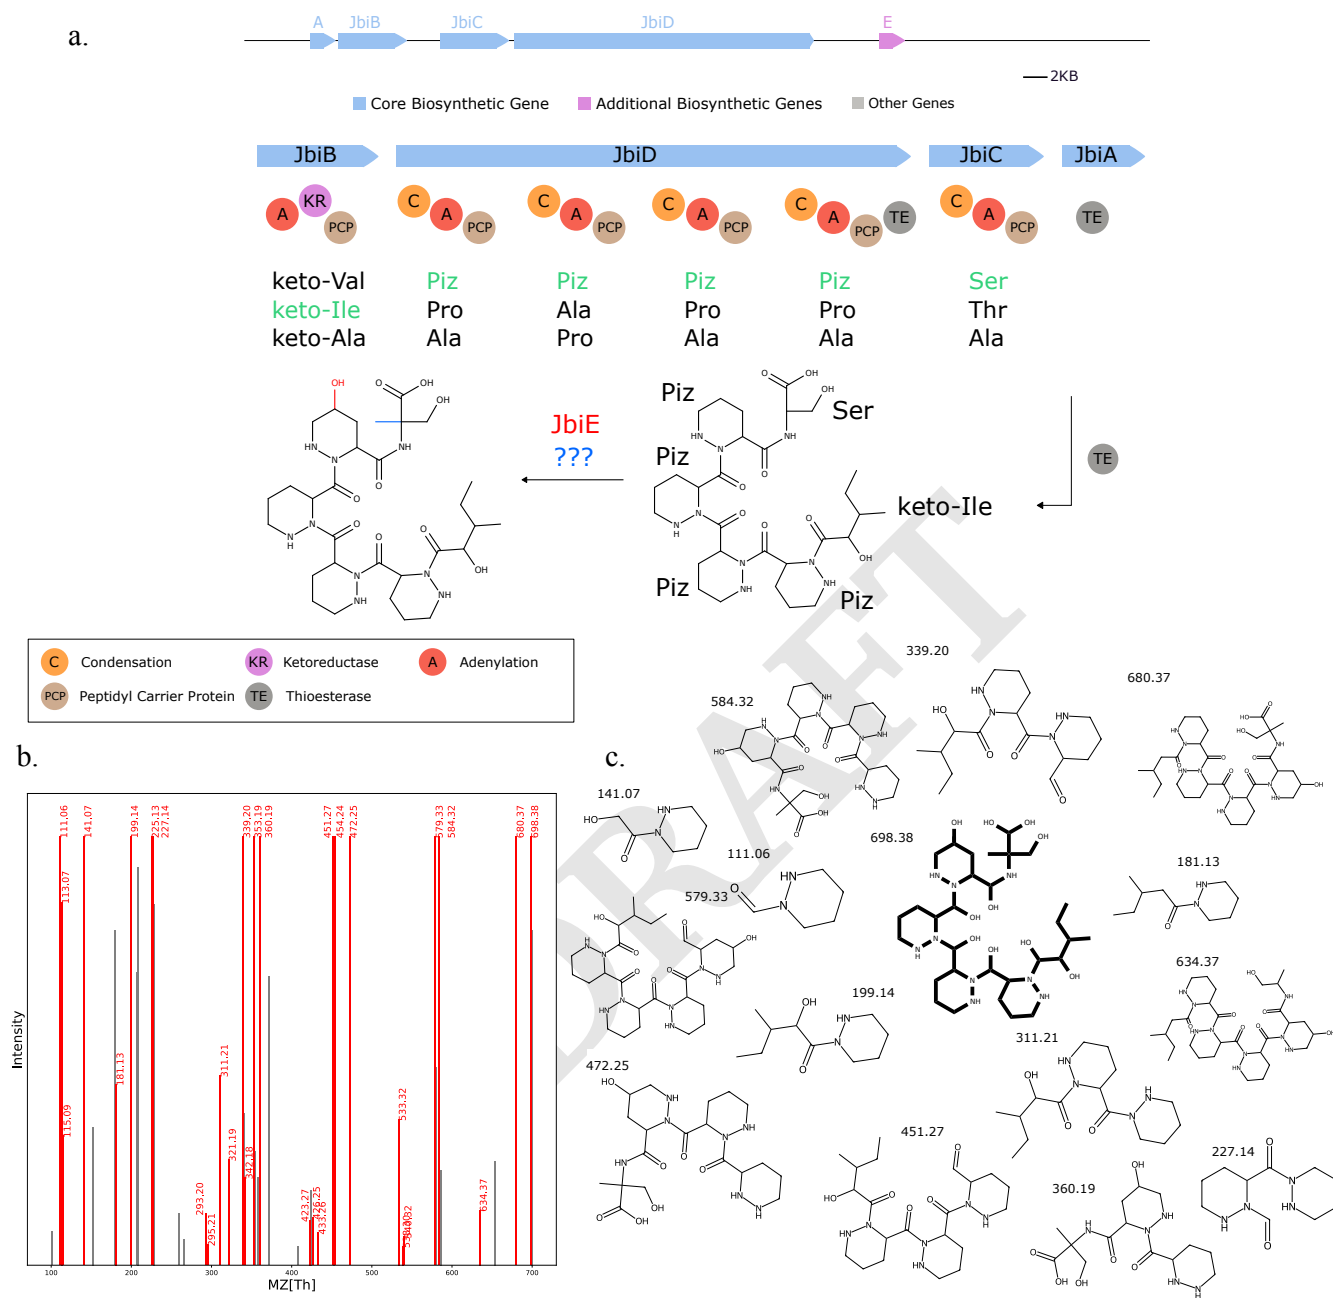 a.
A JbiB JbiC JbiD E
2KB
Core Biosynthetic Gene Additional Biosynthetic Genes Other Genes
JbiB JbiD JbiC JbiA
A KR PCP C A PCP C A PCP C A PCP C A PCP TE C A PCP TE
keto-Val Piz Piz Piz Piz Ser
keto-Ile Pro Ala Pro Pro Thr
keto-Ala Ala Pro Ala Ala Ala
JbiE
???
Piz
Ser
Piz
keto-Ile
Piz
Piz
TE
C Condensation KR Ketoreductase A Adenylation
PCP Peptidyl Carrier Protein TE Thioesterase
DRAFT
b.
111.06
141.07
199.14
225.13
227.14
339.20
353.19
360.19
451.27
454.24
472.25
579.33
584.32
680.37
698.38
113.07
115.09
181.13
293.20
295.21
311.21
321.19
342.18
423.27
426.25
433.26
533.32
634.37
Intensity
100 200 300 400 500 600 700
MZ[Th]
c.
584.32
339.20
680.37
141.07
111.06
698.38
181.13
579.33
199.14
634.37
311.21
472.25
451.27
360.19
227.14